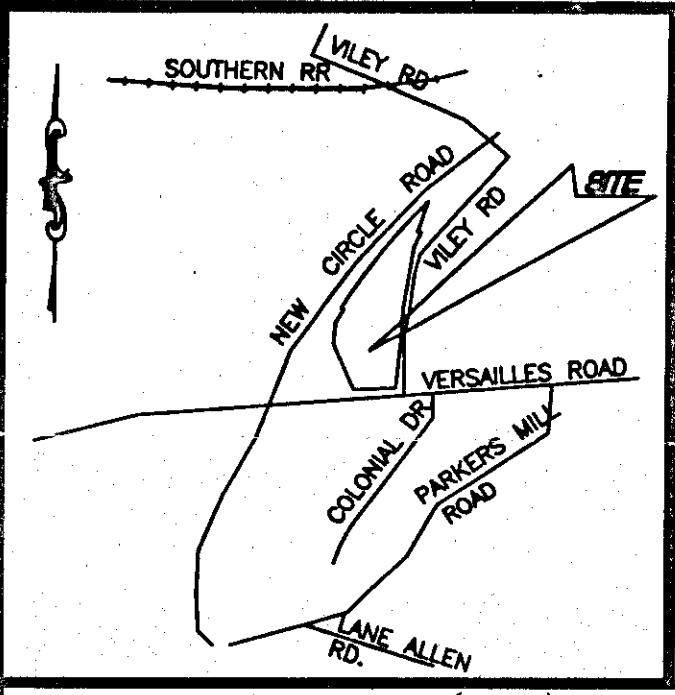 VILEY RD
SOUTHERN RR
NEW CIRCLE ROAD
SITE
VILEY RD
VERSAILLES ROAD
COLONIAL DR
PARKERS MILL
ROAD
LANE ALLEN
RD.